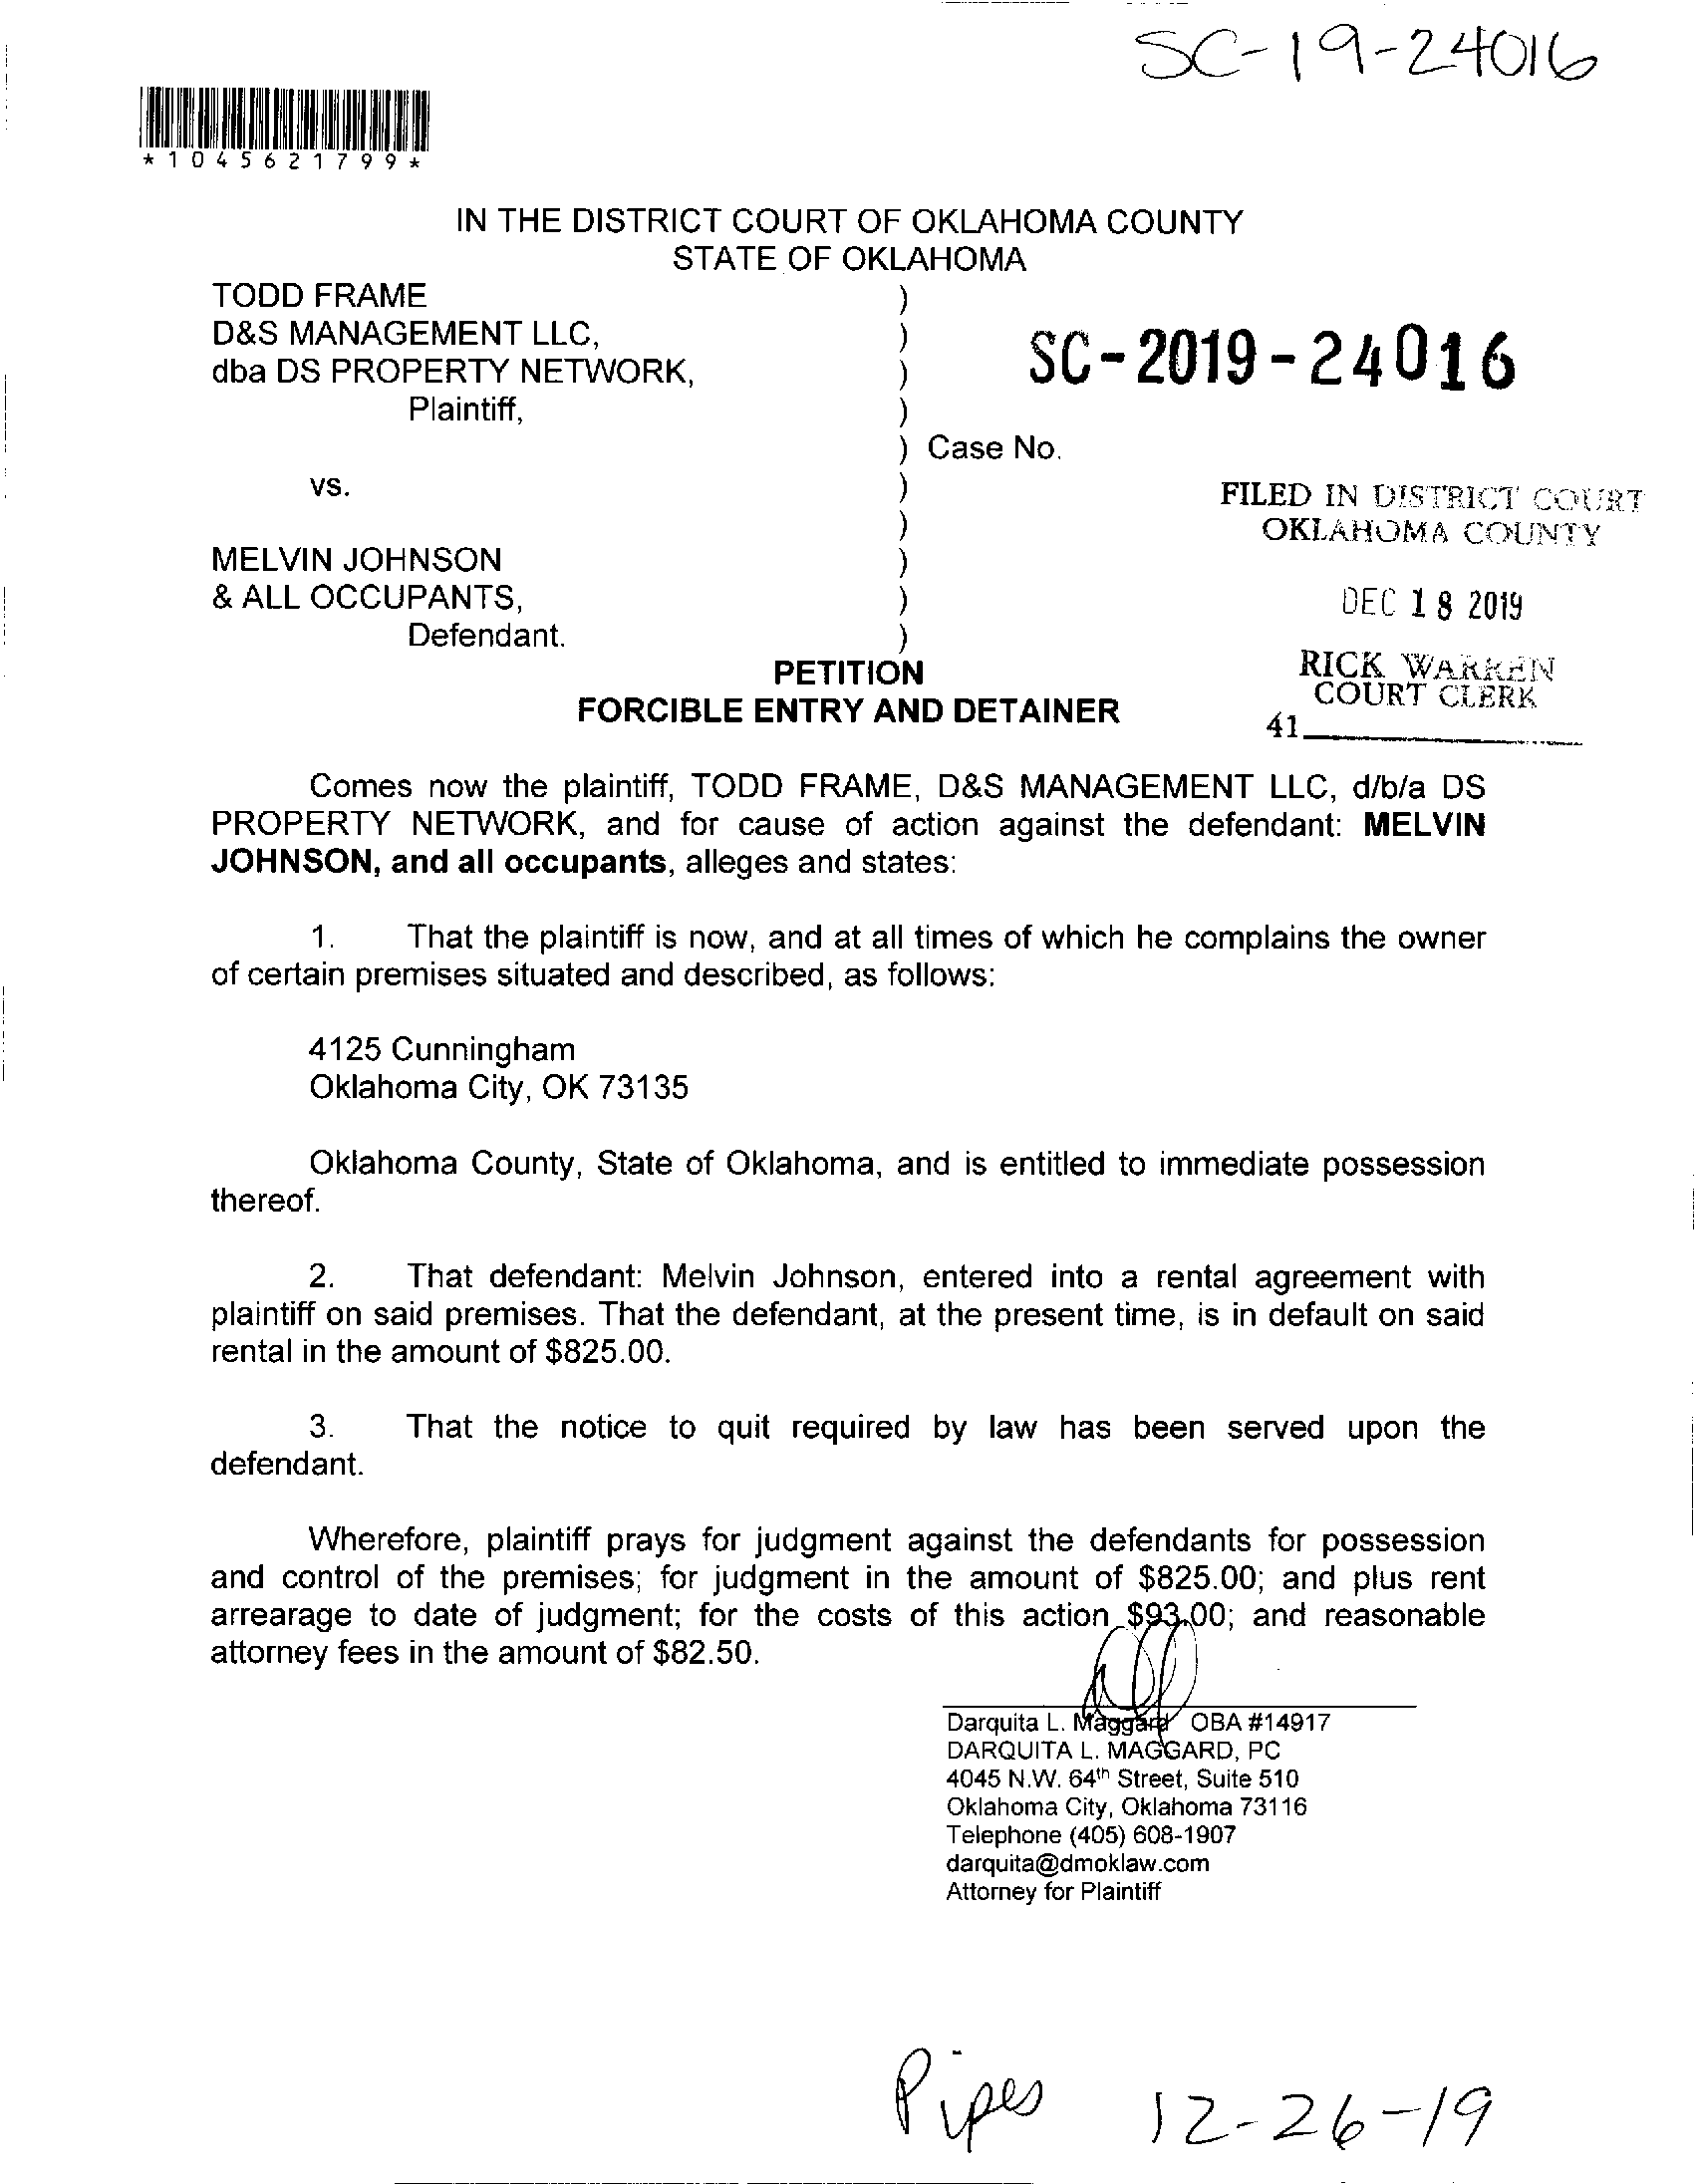 SC-19-24016
*1045621799*
IN THE DISTRICT COURT OF OKLAHOMA COUNTY
STATE OF OKLAHOMA
TODD FRAME )
D&S MANAGEMENT LLC, )
dba DS PROPERTY NETWORK, ) SC-2019-24016
Plaintiff, )
) Case No.
vs. )
FILED IN DISTRICT COURT
) OKLAHOMA COUNTY
MELVIN JOHNSON )
& ALL OCCUPANTS, ) DEC 18 2019
Defendant. )
PETITION RICK WARREN
COURT CLERK
FORCIBLE ENTRY AND DETAINER
41
Comes now the plaintiff, TODD FRAME, D&S MANAGEMENT LLC, d/b/a DS
PROPERTY NETWORK, and for cause of action against the defendant: MELVIN
JOHNSON, and all occupants, alleges and states:
1. That the plaintiff is now, and at all times of which he complains the owner
of certain premises situated and described, as follows:
4125 Cunningham
Oklahoma City, OK 73135
Oklahoma County, State of Oklahoma, and is entitled to immediate possession
thereof.
2. That defendant: Melvin Johnson, entered into a rental agreement with
plaintiff on said premises. That the defendant, at the present time, is in default on said
rental in the amount of $825.00.
3. That the notice to quit required by law has been served upon the
defendant.
Wherefore, plaintiff prays for judgment against the defendants for possession
and control of the premises; for judgment in the amount of $825.00; and plus rent
arrearage to date of judgment; for the costs of this action $93.00; and reasonable
attorney fees in the amount of $82.50.
Darquita L. Maggard OBA #14917
DARQUITA L. MAGGARD, PC
4045 N.W. 64th Street, Suite 510
Oklahoma City, Oklahoma 73116
Telephone (405) 608-1907
darquita@dmoklaw.com
Attorney for Plaintiff
Pipes 12-26-19